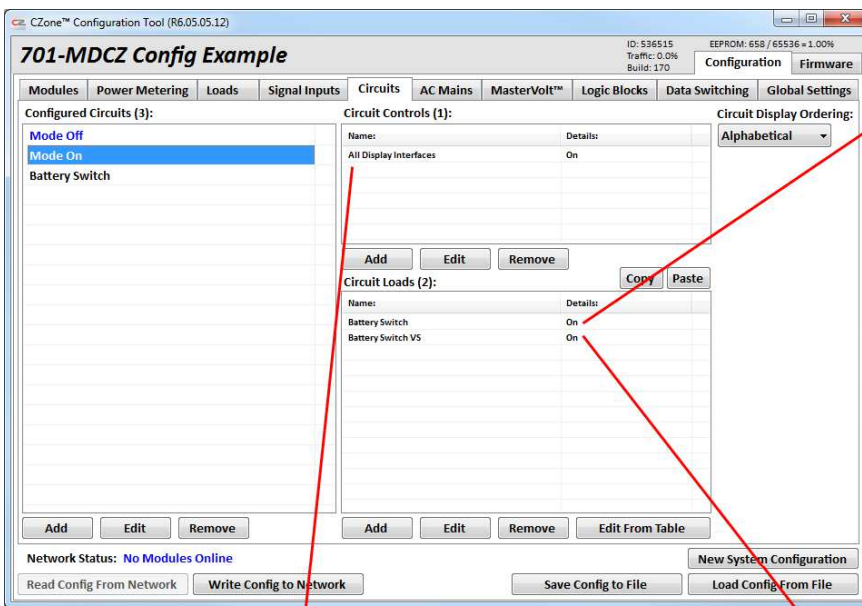 CZone™ Configuration Tool (R6.05.05.12)
701-MDCZ Config Example
ID: 536515
Traffic: 0.0%
Build: 170
EEPROM: 658 / 65536 = 1.00%
Configuration Firmware
Modules Power Metering Loads Signal Inputs Circuits AC Mains MasterVolt™ Logic Blocks Data Switching Global Settings
Configured Circuits (3):
Mode Off
Mode On
Battery Switch
Add Edit Remove
Circuit Controls (1):
Name: Details:
All Display Interfaces On
Add Edit Remove
Circuit Loads (2):
Copy Paste
Name: Details:
Battery Switch On
Battery Switch VS On
Add Edit Remove Edit From Table
Circuit Display Ordering:
Alphabetical
Network Status: No Modules Online
New System Configuration
Read Config From Network Write Config to Network Save Config to File Load Config From File